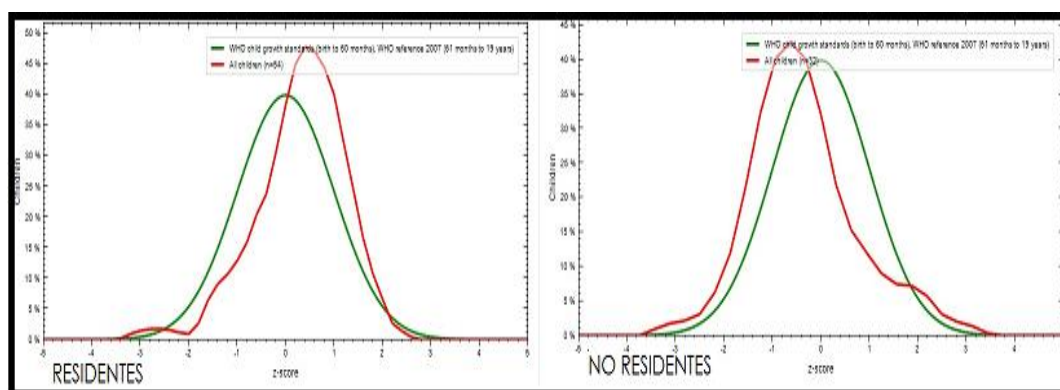 50 %
45 %
40 %
35 %
30 %
25 %
20 %
15 %
10 %
5 %
0 %
Children
WHO child growth standards (birth to 60 months), WHO reference 2007 (61 months to 19 years)
All children (n=64)
-5 -4 -3 -2 -1 0 1 2 3 4 5
z-score
RESIDENTES
45 %
40 %
35 %
30 %
25 %
20 %
15 %
10 %
5 %
0 %
Children
WHO child growth standards (birth to 60 months), WHO reference 2007 (61 months to 19 years)
All children
-5 -4 -3 -2 -1 0 1 2 3 4
z-score
NO RESIDENTES